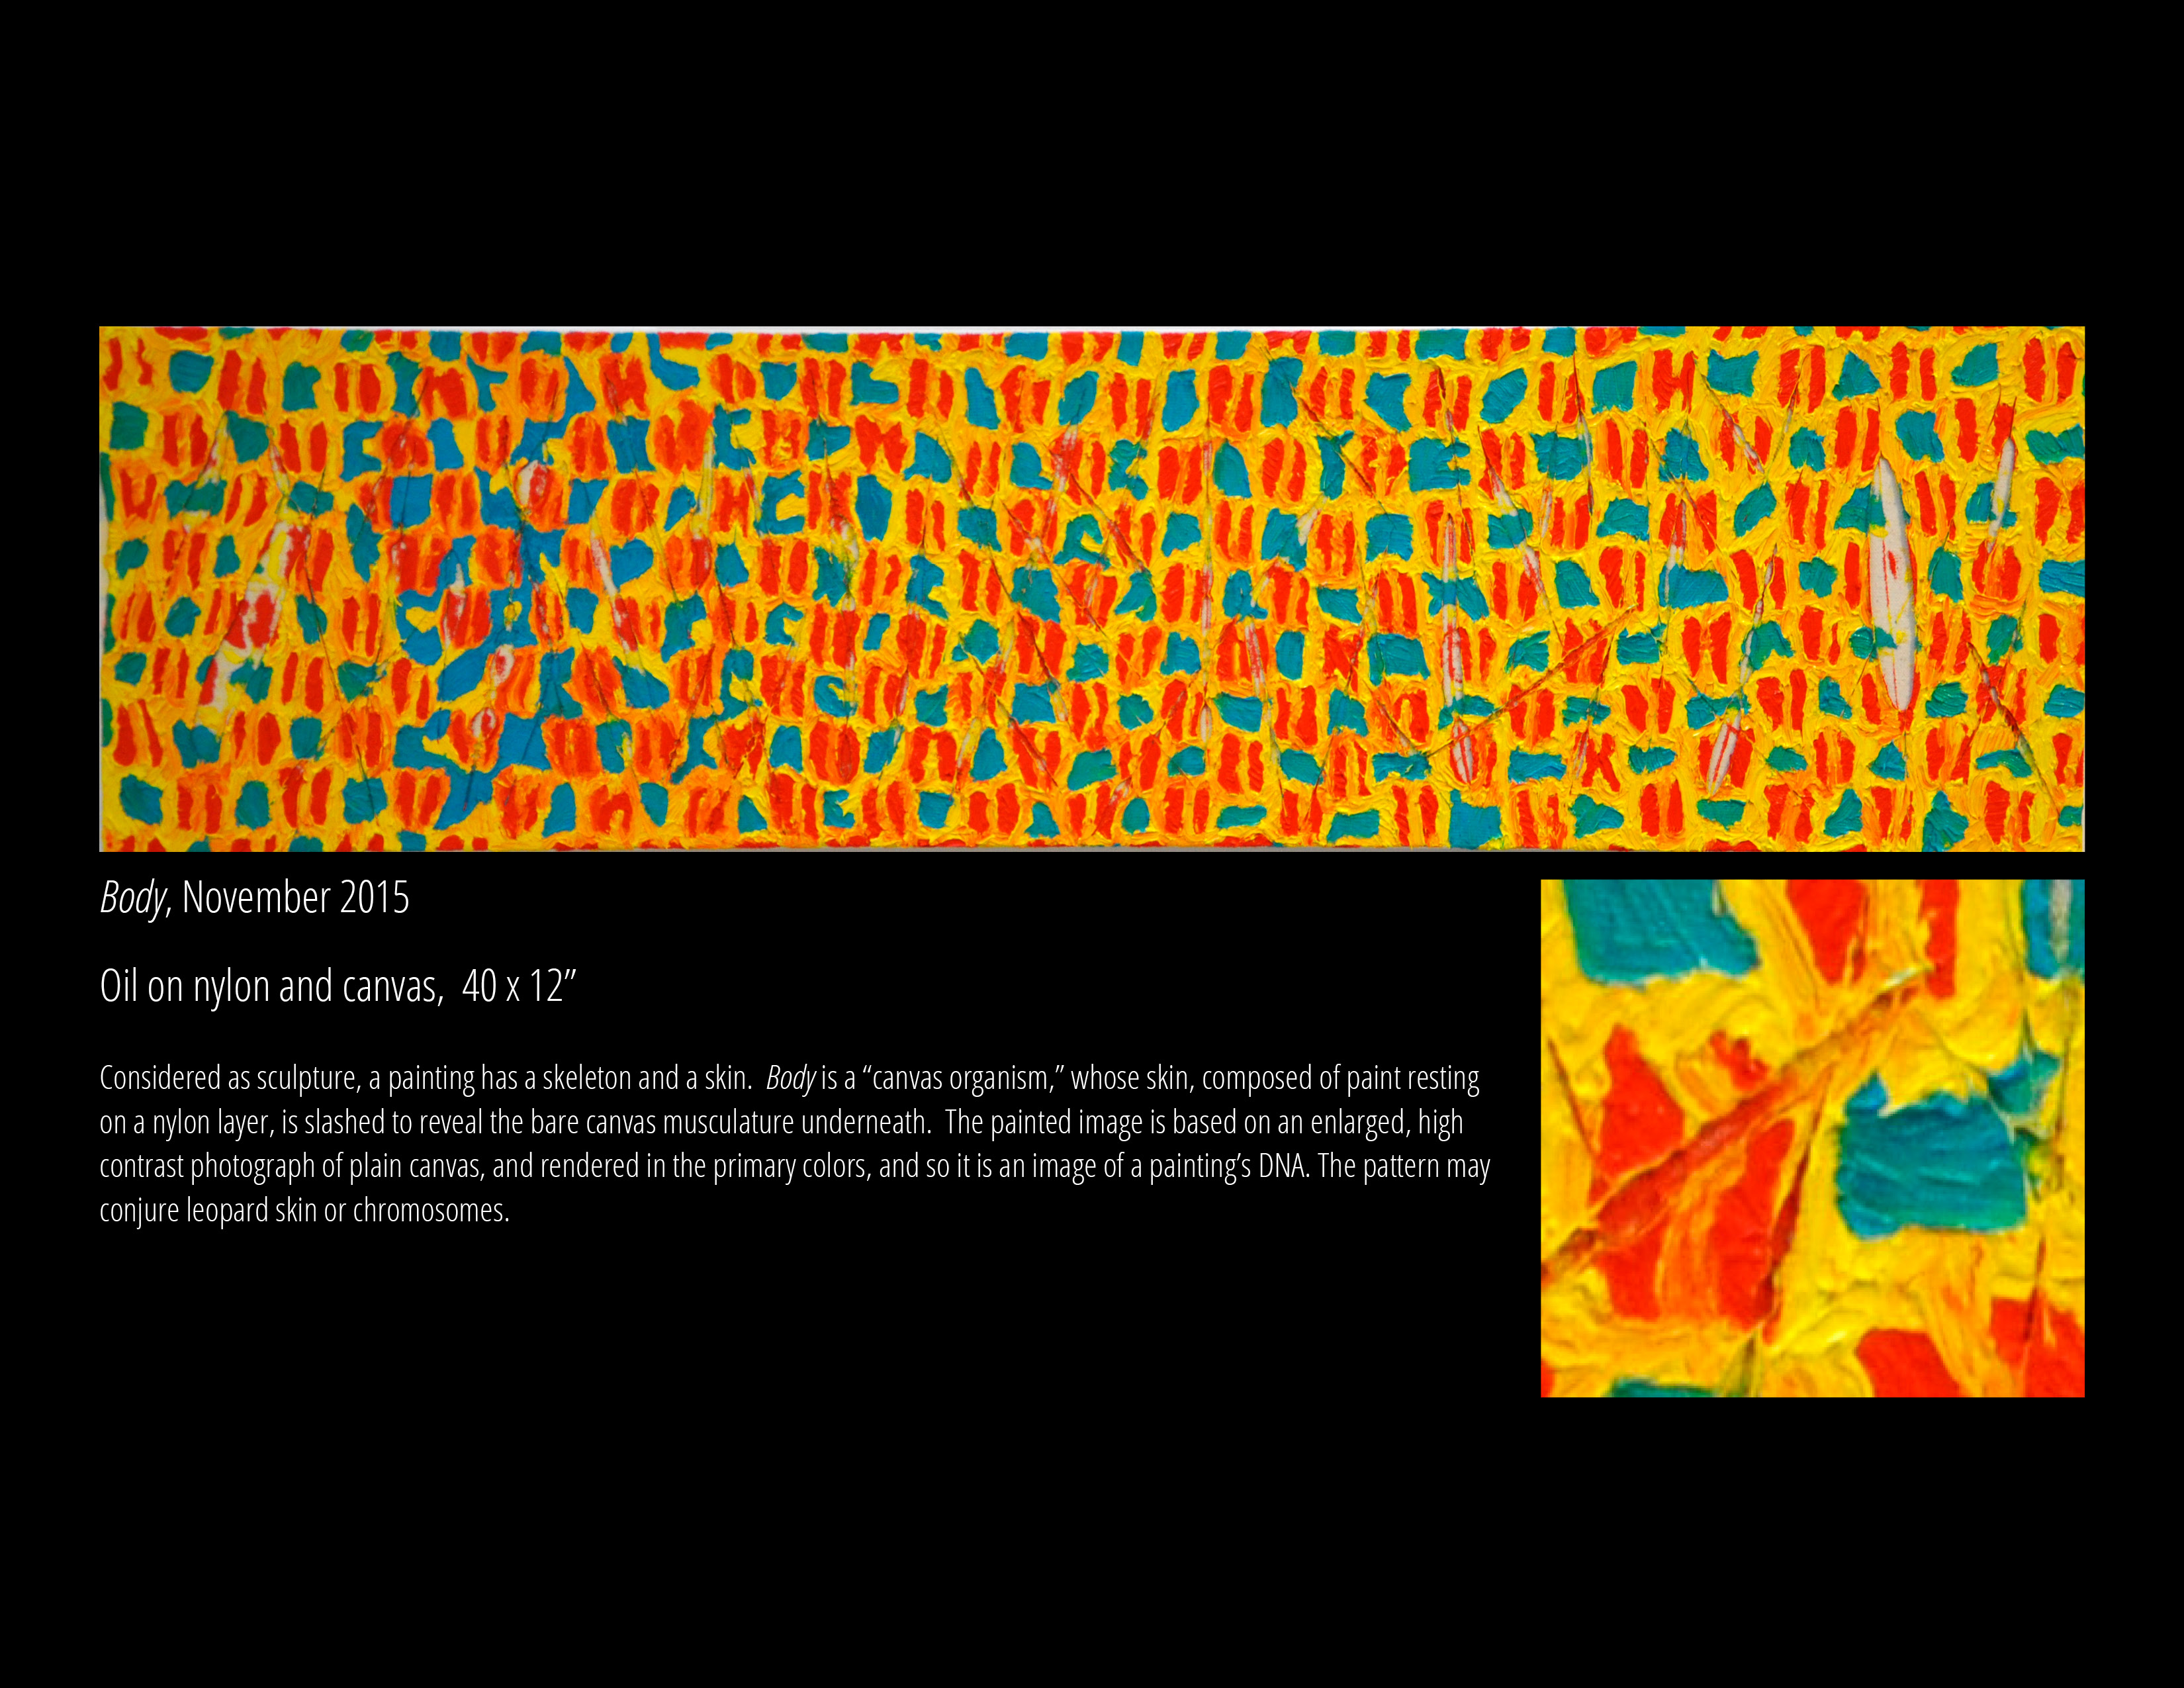 Body, November 2015
Oil on nylon and canvas,  40 x 12”
Considered as sculpture, a painting has a skeleton and a skin.  Body is a “canvas organism,” whose skin, composed of paint resting
on a nylon layer, is slashed to reveal the bare canvas musculature underneath.  The painted image is based on an enlarged, high
contrast photograph of plain canvas, and rendered in the primary colors, and so it is an image of a painting’s DNA. The pattern may
conjure leopard skin or chromosomes.